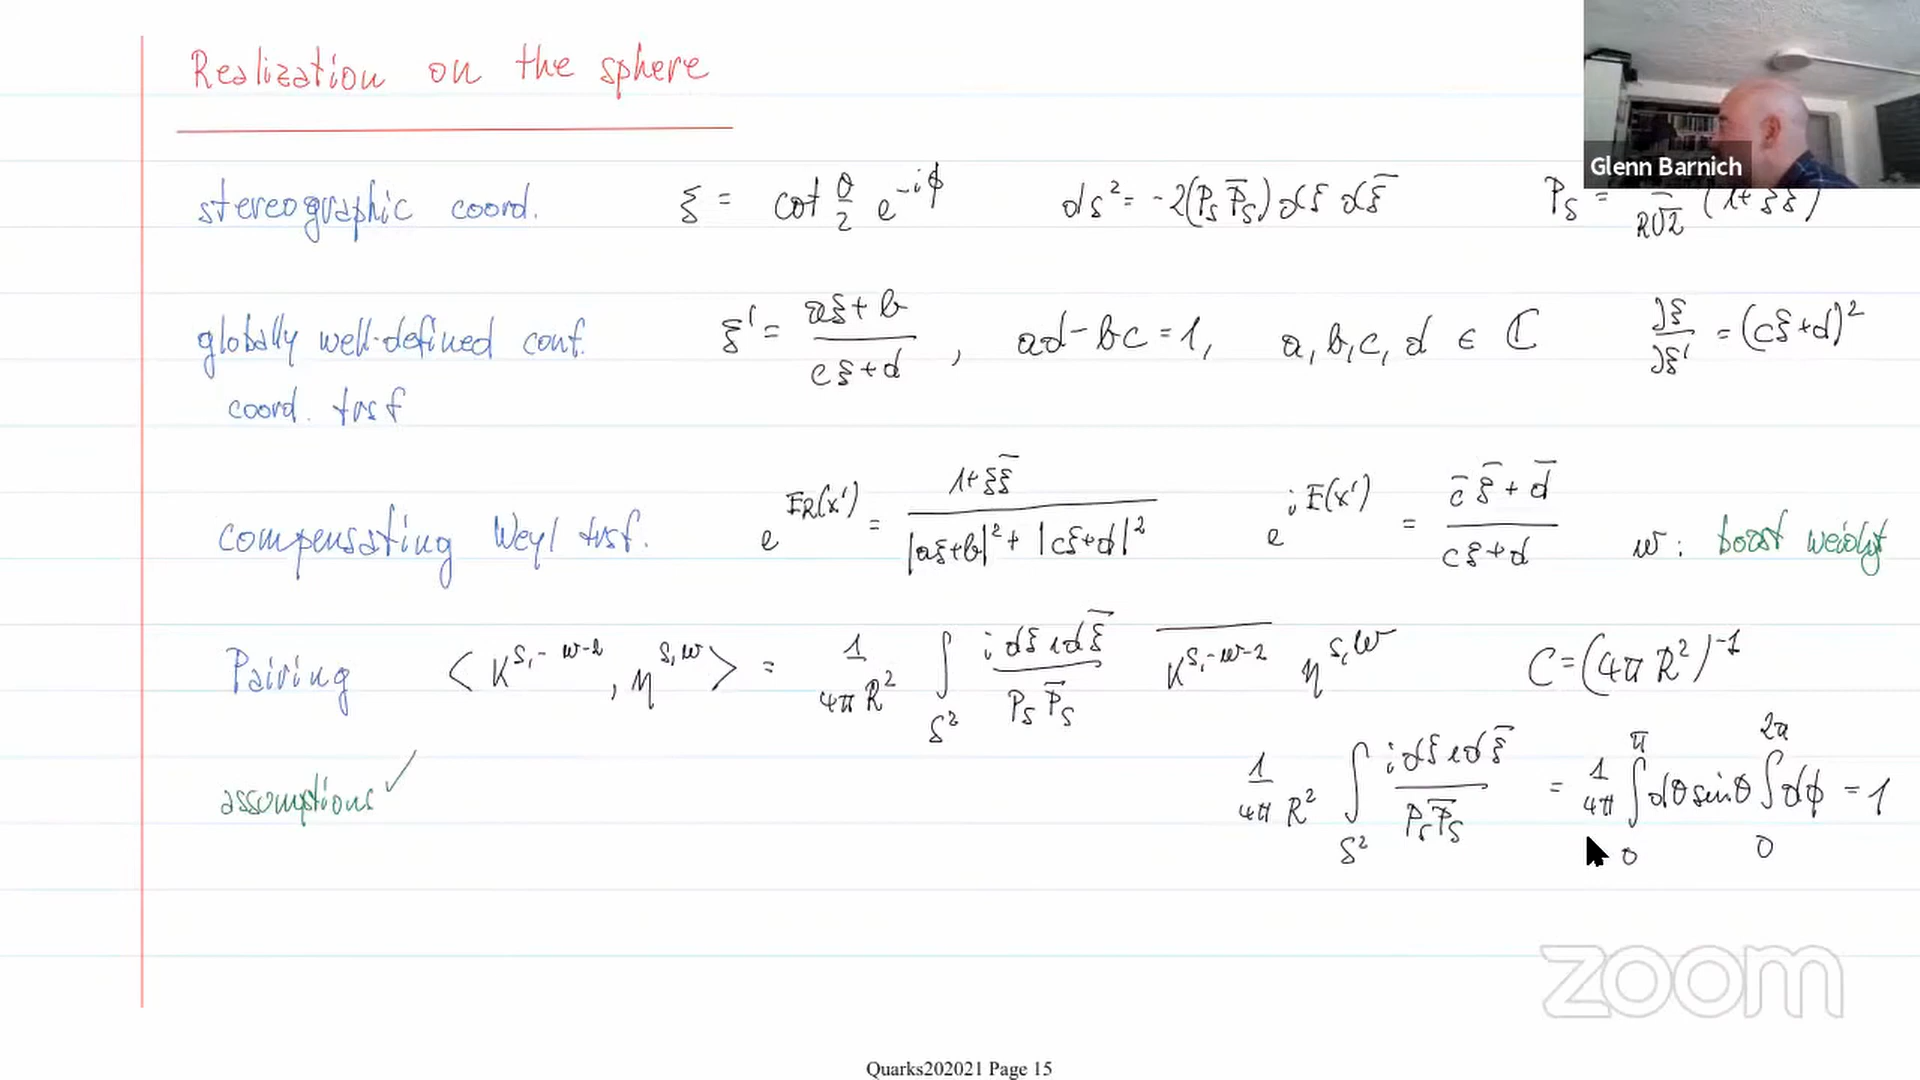 Realization on the sphere
Glenn Barnich
stereographic coord. ξ = cot θ/2 e^{-iϕ} ds² = -2(P_S P̅_S) dξ dξ̅ P_S = 1/(R√2) (1+ξξ̅)
globally well-defined conf. coord. trsf ξ' = (aξ+b)/(cξ+d), ad-bc=1, a,b,c,d ∈ ℂ ∂ξ/∂ξ' = (cξ+d)²
compensating Weyl trsf. e^{E_R(x')} = (1+ξξ̅)/(|aξ+b|²+|cξ+d|²) e^{iE(x')} = (c̅ξ̅+d̅)/(cξ+d) w: boost weight
Pairing ⟨K^{s,-w-2}, η^{s,w}⟩ = 1/(4πR²) ∫_{S²} (i dξ∧dξ̅)/(P_S P̅_S) \overline{K^{s,-w-2}} η^{s,w} C=(4πR²)^{-1}
assumptions ✓ 1/(4πR²) ∫_{S²} (i dξ∧dξ̅)/(P_S P̅_S) = 1/4π ∫_0^π dθ sinθ ∫_0^{2π} dϕ = 1
zoom
Quarks202021 Page 15